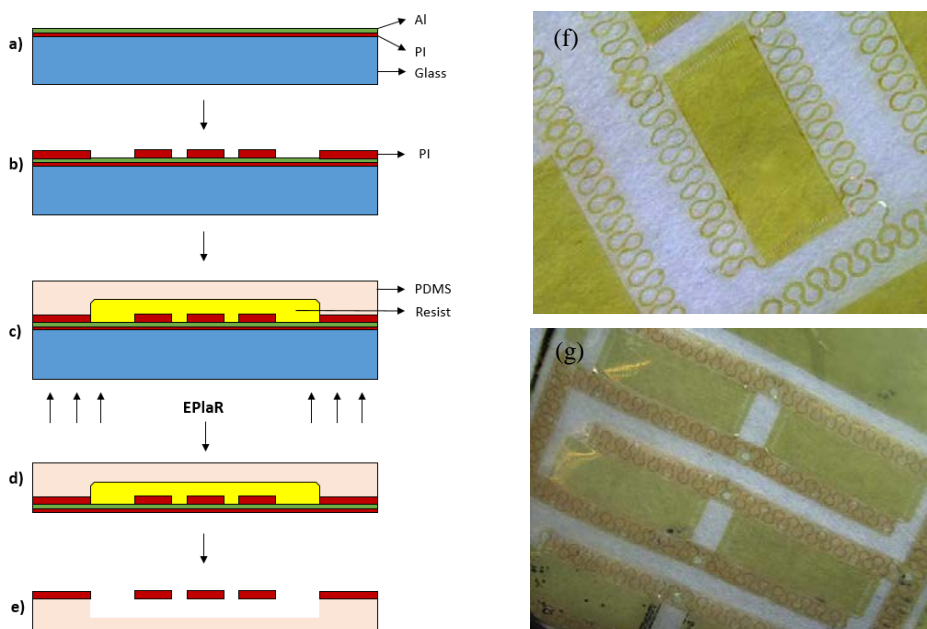 a)
Al
PI
Glass
b)
PI
c)
PDMS
Resist
EPlaR
d)
e)
(f)
(g)